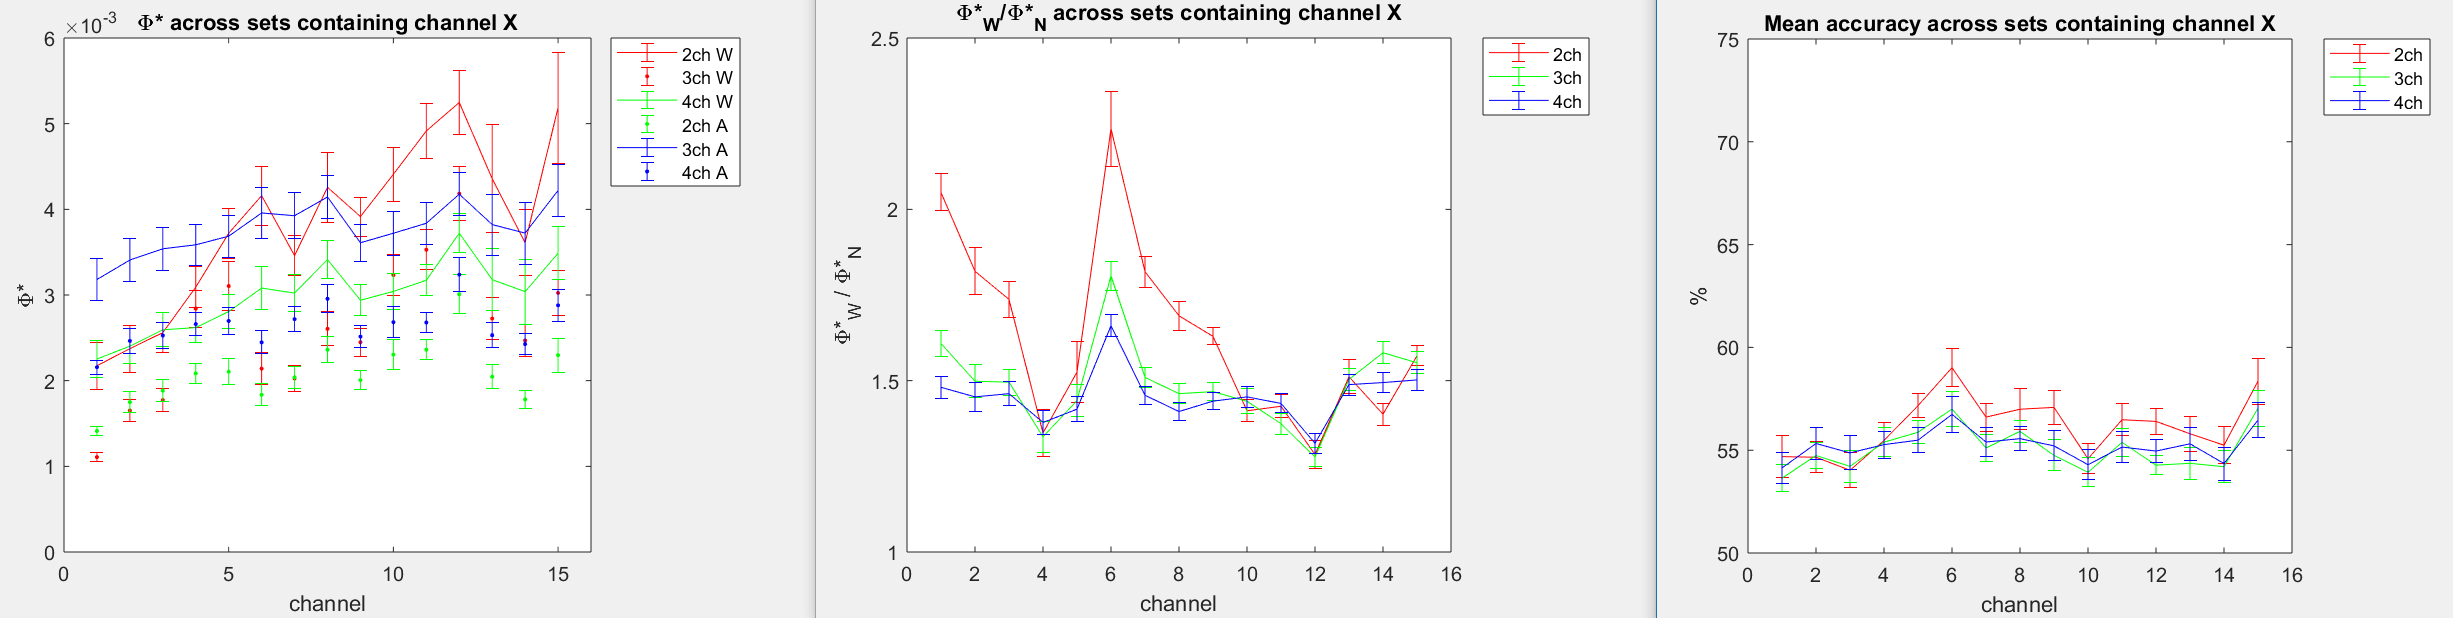 ×10-3
Φ* across sets containing channel X
6
5
4
3
2
1
0
Φ*
0 5 10 15
channel
2ch W
3ch W
4ch W
2ch A
3ch A
4ch A
Φ*W/Φ*N across sets containing channel X
2.5
2
1.5
1
Φ*W / Φ*N
0 2 4 6 8 10 12 14 16
channel
2ch
3ch
4ch
Mean accuracy across sets containing channel X
75
70
65
60
55
50
%
0 2 4 6 8 10 12 14 16
channel
2ch
3ch
4ch